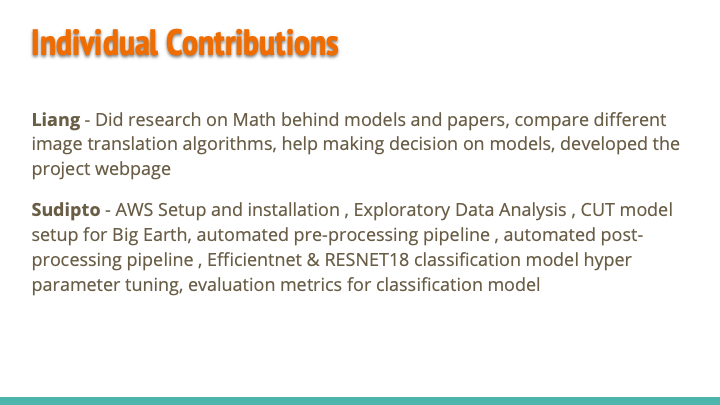 Individual Contributions
Liang - Did research on Math behind models and papers, compare different
image translation algorithms, help making decision on models, developed the
project webpage
Sudipto - AWS Setup and installation , Exploratory Data Analysis , CUT model
setup for Big Earth, automated pre-processing pipeline , automated post-
processing pipeline , Efficientnet & RESNET18 classification model hyper
parameter tuning, evaluation metrics for classification model